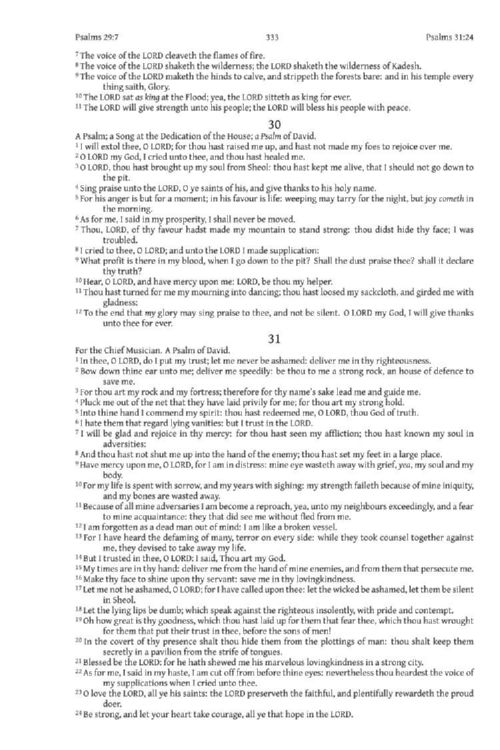 Psalms 29:7 333 Psalms 31:24
7 The voice of the LORD cleaveth the flames of fire.
8 The voice of the LORD shaketh the wilderness; the LORD shaketh the wilderness of Kadesh.
9 The voice of the LORD maketh the hinds to calve, and strippeth the forests bare: and in his temple every
thing saith, Glory.
10 The LORD sat as king at the Flood; yea, the LORD sitteth as king for ever.
11 The LORD will give strength unto his people; the LORD will bless his people with peace.
30
A Psalm; a Song at the Dedication of the House; a Psalm of David.
1 I will extol thee, O LORD; for thou hast raised me up, and hast not made my foes to rejoice over me.
2 O LORD my God, I cried unto thee, and thou hast healed me.
3 O LORD, thou hast brought up my soul from Sheol: thou hast kept me alive, that I should not go down to
the pit.
4 Sing praise unto the LORD, O ye saints of his, and give thanks to his holy name.
5 For his anger is but for a moment; in his favour is life: weeping may tarry for the night, but joy cometh in
the morning.
6 As for me, I said in my prosperity, I shall never be moved.
7 Thou, LORD, of thy favour hadst made my mountain to stand strong: thou didst hide thy face; I was
troubled.
8 I cried to thee, O LORD; and unto the LORD I made supplication:
9 What profit is there in my blood, when I go down to the pit? Shall the dust praise thee? shall it declare
thy truth?
10 Hear, O LORD, and have mercy upon me: LORD, be thou my helper.
11 Thou hast turned for me my mourning into dancing; thou hast loosed my sackcloth, and girded me with
gladness:
12 To the end that my glory may sing praise to thee, and not be silent. O LORD my God, I will give thanks
unto thee for ever.
31
For the Chief Musician. A Psalm of David.
1 In thee, O LORD, do I put my trust; let me never be ashamed: deliver me in thy righteousness.
2 Bow down thine ear unto me; deliver me speedily: be thou to me a strong rock, an house of defence to
save me.
3 For thou art my rock and my fortress; therefore for thy name's sake lead me and guide me.
4 Pluck me out of the net that they have laid privily for me; for thou art my strong hold.
5 Into thine hand I commend my spirit: thou hast redeemed me, O LORD, thou God of truth.
6 I hate them that regard lying vanities: but I trust in the LORD.
7 I will be glad and rejoice in thy mercy: for thou hast seen my affliction; thou hast known my soul in
adversities:
8 And thou hast not shut me up into the hand of the enemy; thou hast set my feet in a large place.
9 Have mercy upon me, O LORD, for I am in distress: mine eye wasteth away with grief, yea, my soul and my
body.
10 For my life is spent with sorrow, and my years with sighing: my strength faileth because of mine iniquity,
and my bones are wasted away.
11 Because of all mine adversaries I am become a reproach, yea, unto my neighbours exceedingly, and a fear
to mine acquaintance: they that did see me without fled from me.
12 I am forgotten as a dead man out of mind: I am like a broken vessel.
13 For I have heard the defaming of many, terror on every side: while they took counsel together against
me, they devised to take away my life.
14 But I trusted in thee, O LORD: I said, Thou art my God.
15 My times are in thy hand: deliver me from the hand of mine enemies, and from them that persecute me.
16 Make thy face to shine upon thy servant: save me in thy lovingkindness.
17 Let me not be ashamed, O LORD; for I have called upon thee: let the wicked be ashamed, let them be silent
in Sheol.
18 Let the lying lips be dumb; which speak against the righteous insolently, with pride and contempt.
19 Oh how great is thy goodness, which thou hast laid up for them that fear thee, which thou hast wrought
for them that put their trust in thee, before the sons of men!
20 In the covert of thy presence shalt thou hide them from the plottings of man: thou shalt keep them
secretly in a pavilion from the strife of tongues.
21 Blessed be the LORD: for he hath shewed me his marvelous lovingkindness in a strong city.
22 As for me, I said in my haste, I am cut off from before thine eyes: nevertheless thou heardest the voice of
my supplications when I cried unto thee.
23 O love the LORD, all ye his saints: the LORD preserveth the faithful, and plentifully rewardeth the proud
doer.
24 Be strong, and let your heart take courage, all ye that hope in the LORD.